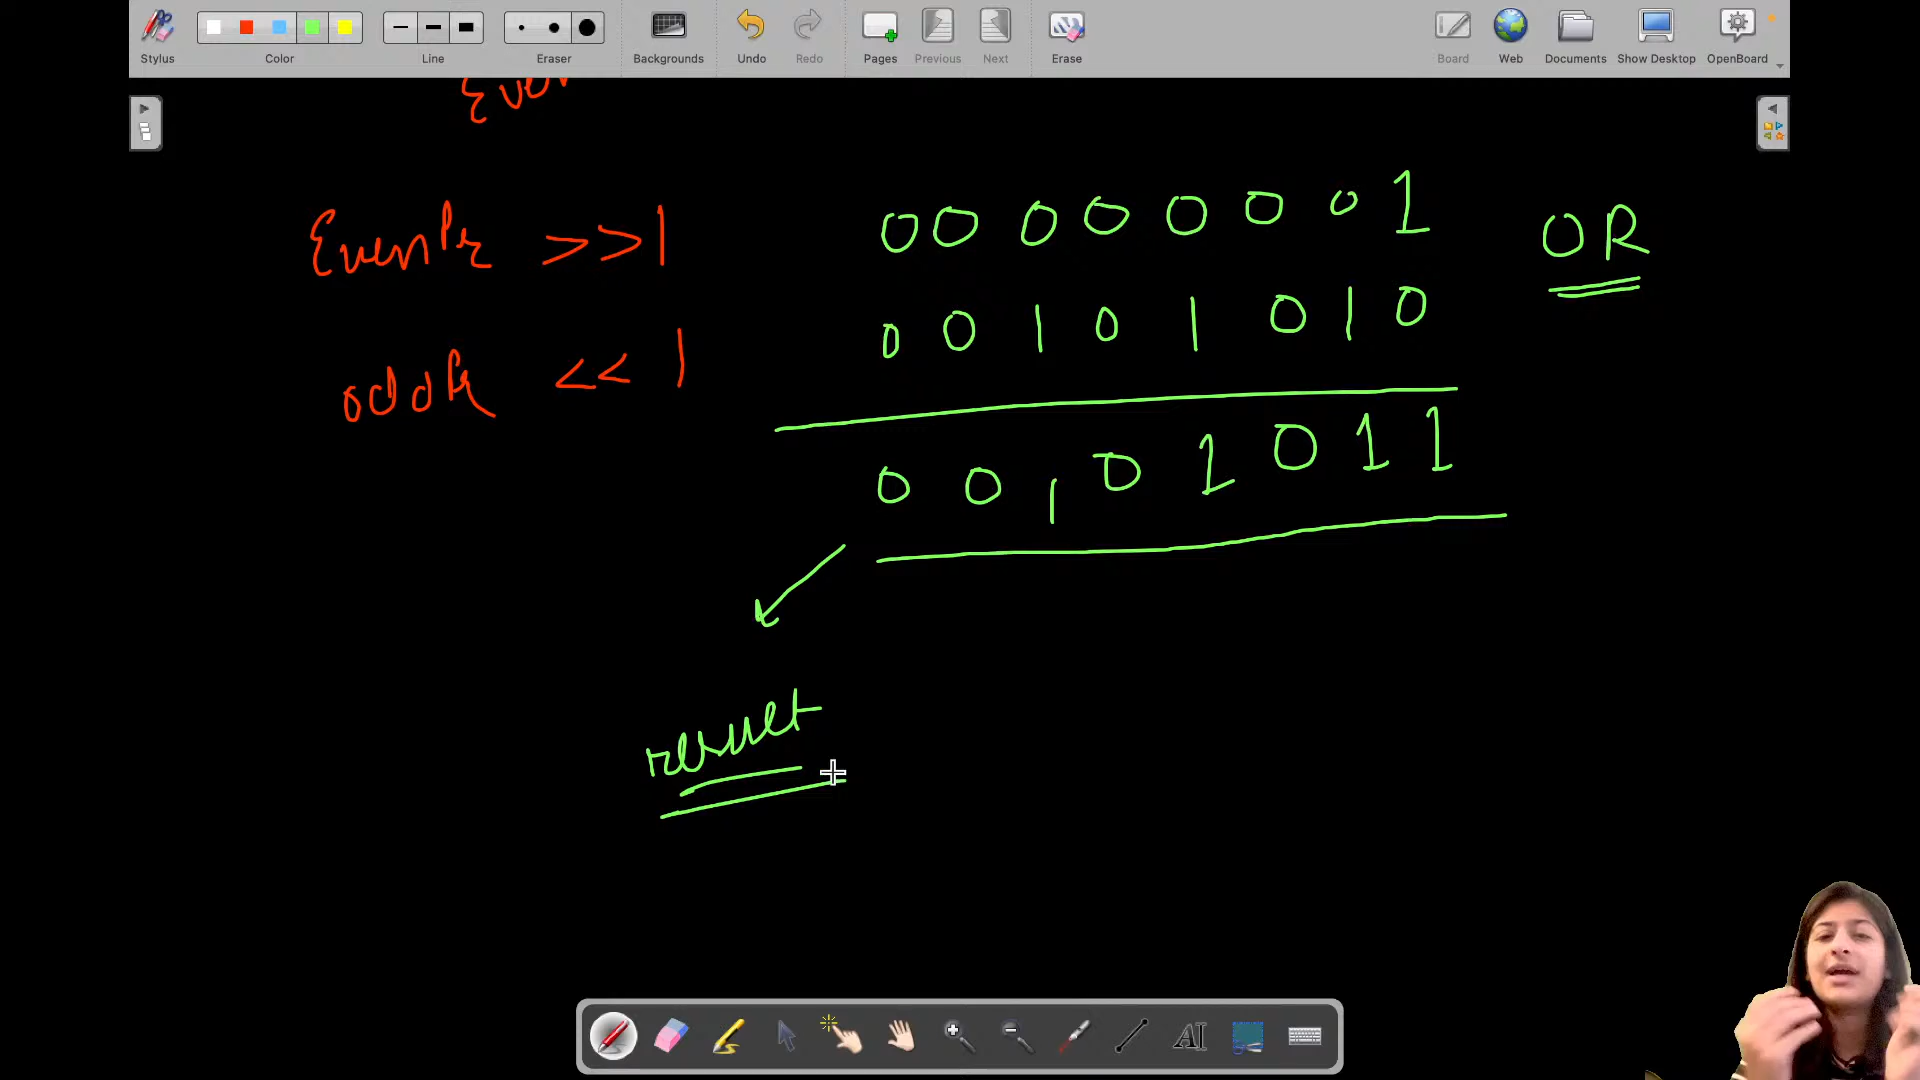 Stylus Color Line Eraser Backgrounds Undo Redo Pages Previous Next Erase Board Web Documents Show Desktop OpenBoard
0 0 0 0 0 0 0 1
OR
>>1
0 0 1 0 1 0 1 0
<< 1
0 0 1 0 1 0 1 1
result